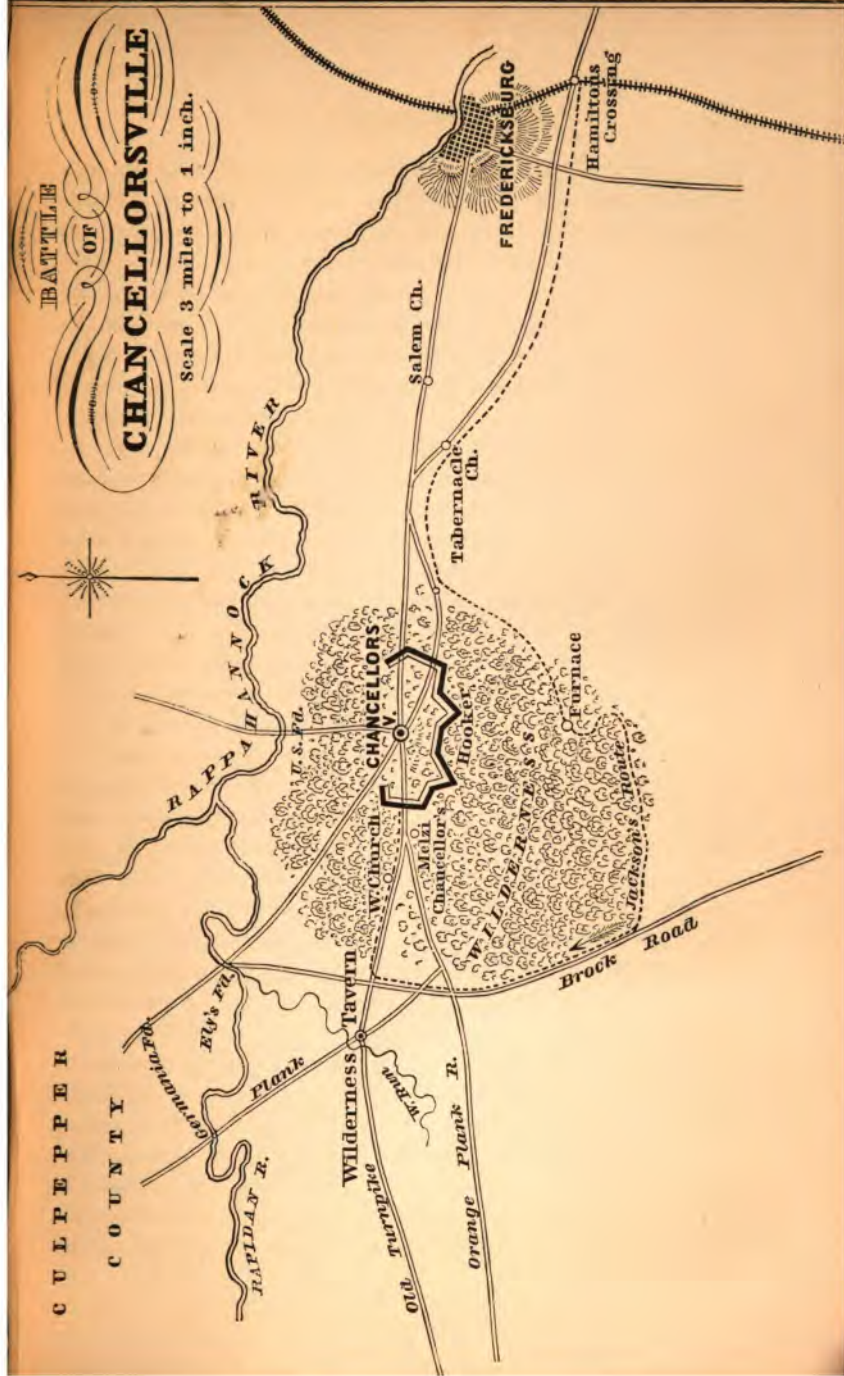 BATTLE
OF
CHANCELLORSVILLE
Scale 3 miles to 1 inch.
CULPEPPER
COUNTY
RAPPAHANNOCK RIVER
Germania Fd.
Ely's Fd.
U. S. Fd.
RAPIDAN R.
Plank
Wilderness Tavern
W. Run
W. Church
CHANCELLORS
V.
Melzi
Chancellor's
Hooker
Salem Ch.
Tabernacle
Ch.
FREDERICKSBURG
Hamiltons
Crossing
Old Turnpike
Orange Plank R.
WILDERNESS
Furnace
Jackson's Route
Brock Road